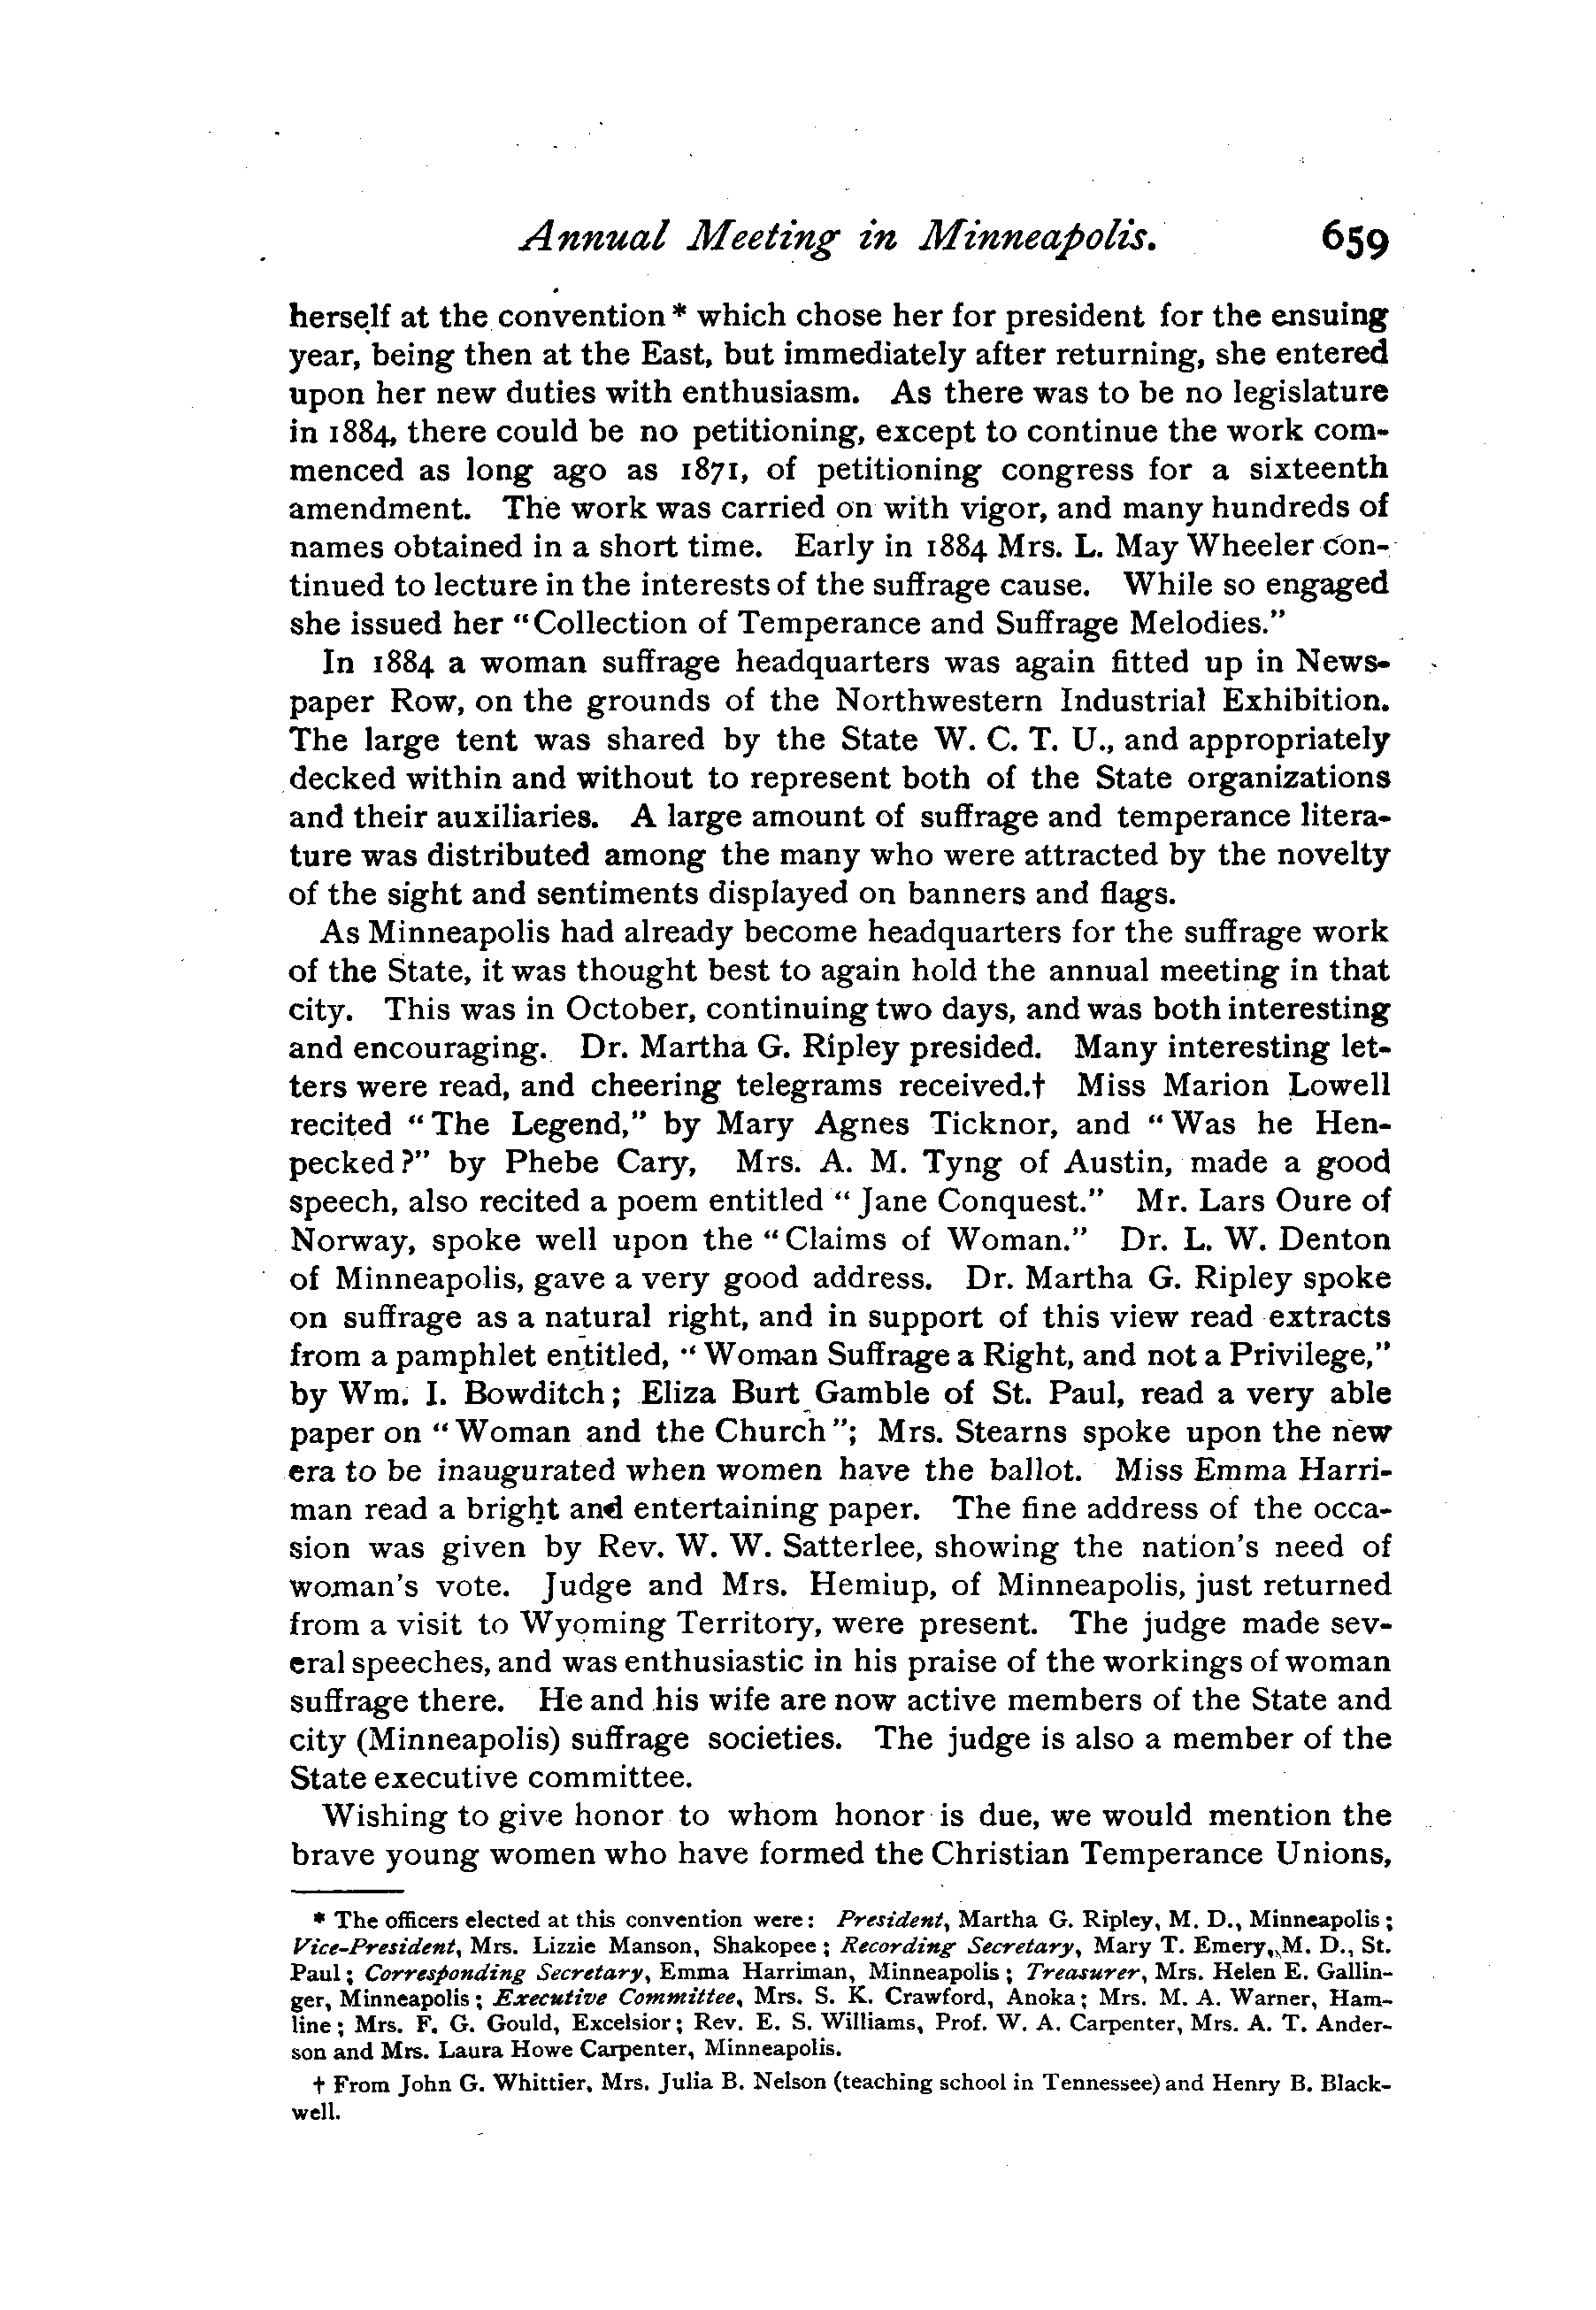 Annual Meeting in Minneapolis. 659
herself at the convention * which chose her for president for the ensuing
year, being then at the East, but immediately after returning, she entered
upon her new duties with enthusiasm. As there was to be no legislature
in 1884, there could be no petitioning, except to continue the work com-
menced as long ago as 1871, of petitioning congress for a sixteenth
amendment. The work was carried on with vigor, and many hundreds of
names obtained in a short time. Early in 1884 Mrs. L. May Wheeler con-
tinued to lecture in the interests of the suffrage cause. While so engaged
she issued her "Collection of Temperance and Suffrage Melodies."
In 1884 a woman suffrage headquarters was again fitted up in News-
paper Row, on the grounds of the Northwestern Industrial Exhibition.
The large tent was shared by the State W. C. T. U., and appropriately
decked within and without to represent both of the State organizations
and their auxiliaries. A large amount of suffrage and temperance litera-
ture was distributed among the many who were attracted by the novelty
of the sight and sentiments displayed on banners and flags.
As Minneapolis had already become headquarters for the suffrage work
of the State, it was thought best to again hold the annual meeting in that
city. This was in October, continuing two days, and was both interesting
and encouraging. Dr. Martha G. Ripley presided. Many interesting let-
ters were read, and cheering telegrams received.† Miss Marion Lowell
recited "The Legend," by Mary Agnes Ticknor, and "Was he Hen-
pecked?" by Phebe Cary, Mrs. A. M. Tyng of Austin, made a good
speech, also recited a poem entitled "Jane Conquest." Mr. Lars Oure of
Norway, spoke well upon the "Claims of Woman." Dr. L. W. Denton
of Minneapolis, gave a very good address. Dr. Martha G. Ripley spoke
on suffrage as a natural right, and in support of this view read extracts
from a pamphlet entitled, "Woman Suffrage a Right, and not a Privilege,"
by Wm. I. Bowditch; Eliza Burt Gamble of St. Paul, read a very able
paper on "Woman and the Church"; Mrs. Stearns spoke upon the new
era to be inaugurated when women have the ballot. Miss Emma Harri-
man read a bright and entertaining paper. The fine address of the occa-
sion was given by Rev. W. W. Satterlee, showing the nation's need of
woman's vote. Judge and Mrs. Hemiup, of Minneapolis, just returned
from a visit to Wyoming Territory, were present. The judge made sev-
eral speeches, and was enthusiastic in his praise of the workings of woman
suffrage there. He and his wife are now active members of the State and
city (Minneapolis) suffrage societies. The judge is also a member of the
State executive committee.
Wishing to give honor to whom honor is due, we would mention the
brave young women who have formed the Christian Temperance Unions,
* The officers elected at this convention were: President, Martha G. Ripley, M. D., Minneapolis;
Vice-President, Mrs. Lizzie Manson, Shakopee; Recording Secretary, Mary T. Emery, M. D., St.
Paul; Corresponding Secretary, Emma Harriman, Minneapolis; Treasurer, Mrs. Helen E. Gallin-
ger, Minneapolis; Executive Committee, Mrs. S. K. Crawford, Anoka; Mrs. M. A. Warner, Ham-
line; Mrs. F. G. Gould, Excelsior; Rev. E. S. Williams, Prof. W. A. Carpenter, Mrs. A. T. Ander-
son and Mrs. Laura Howe Carpenter, Minneapolis.
† From John G. Whittier, Mrs. Julia B. Nelson (teaching school in Tennessee) and Henry B. Black-
well.